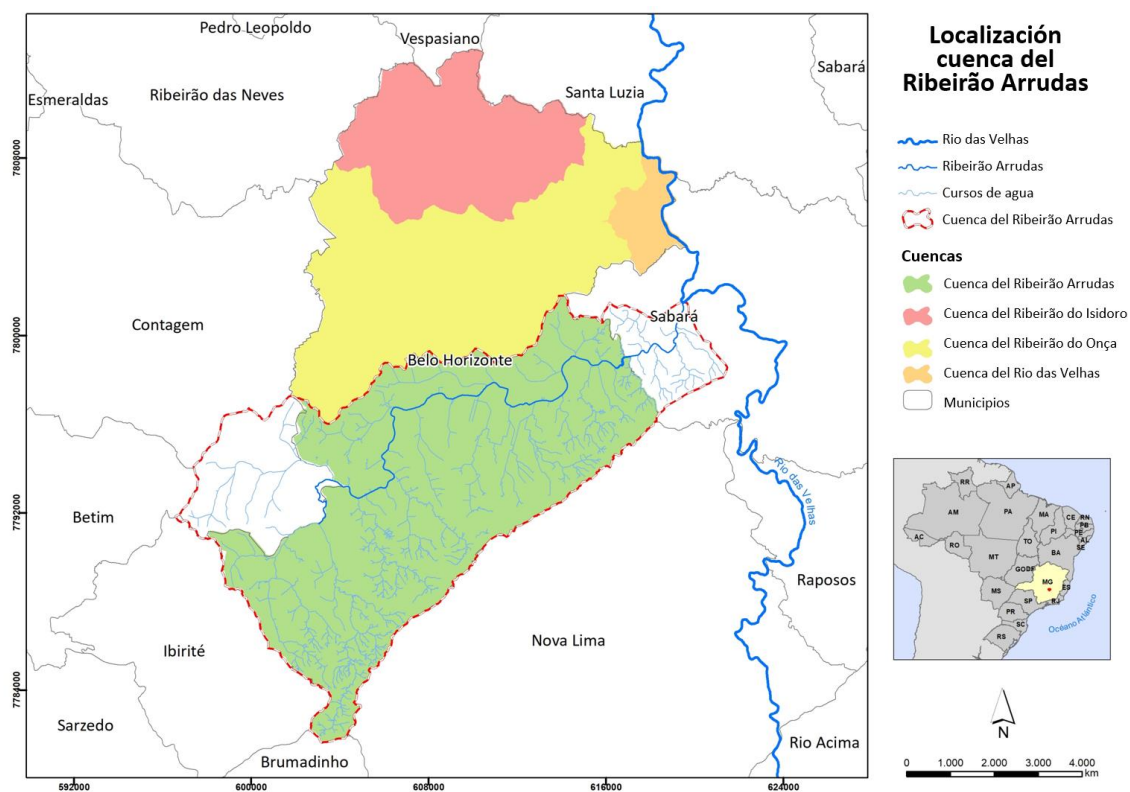 Pedro Leopoldo
Vespasiano
Sabará
Esmeraldas
Ribeirão das Neves
Santa Luzia
Contagem
Sabará
Belo Horizonte
Betim
Rio das Velhas
Raposos
Nova Lima
Ibirité
Sarzedo
Rio Acima
Brumadinho
7808000
7800000
7792000
7784000
592000
600000
608000
616000
624000
Localización
cuenca del
Ribeirão Arrudas
Rio das Velhas
Ribeirão Arrudas
Cursos de agua
Cuenca del Ribeirão Arrudas
Cuencas
Cuenca del Ribeirão Arrudas
Cuenca del Ribeirão do Isidoro
Cuenca del Ribeirão do Onça
Cuenca del Rio das Velhas
Municipios
RR
AP
AM
PA
MA
CE
RN
PB
PE
AL
SE
PI
AC
RO
TO
BA
MT
GO
DF
MG
ES
MS
SP
RJ
PR
SC
RS
Océano Atlántico
N
0
1.000
2.000
3.000
4.000
km